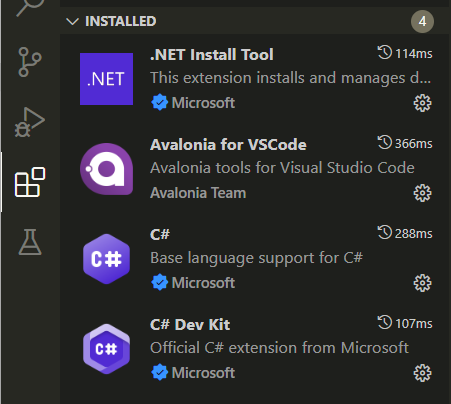 INSTALLED 4
.NET Install Tool 114ms
.NET
This extension installs and manages d...
Microsoft
Avalonia for VSCode 366ms
Avalonia tools for Visual Studio Code
Avalonia Team
C# 288ms
C#
Base language support for C#
Microsoft
C# Dev Kit 107ms
C#
Official C# extension from Microsoft
Microsoft